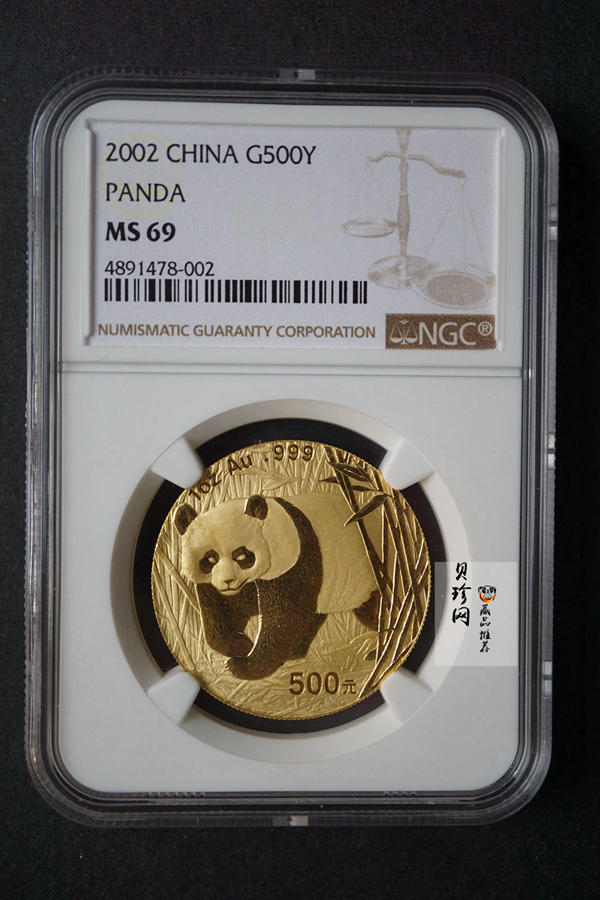 2002 CHINA G500Y
PANDA
MS 69
4891478-002
NUMISMATIC GUARANTY CORPORATION
NGC®
1oz Au .999
500元
贝珍网
藏品推荐